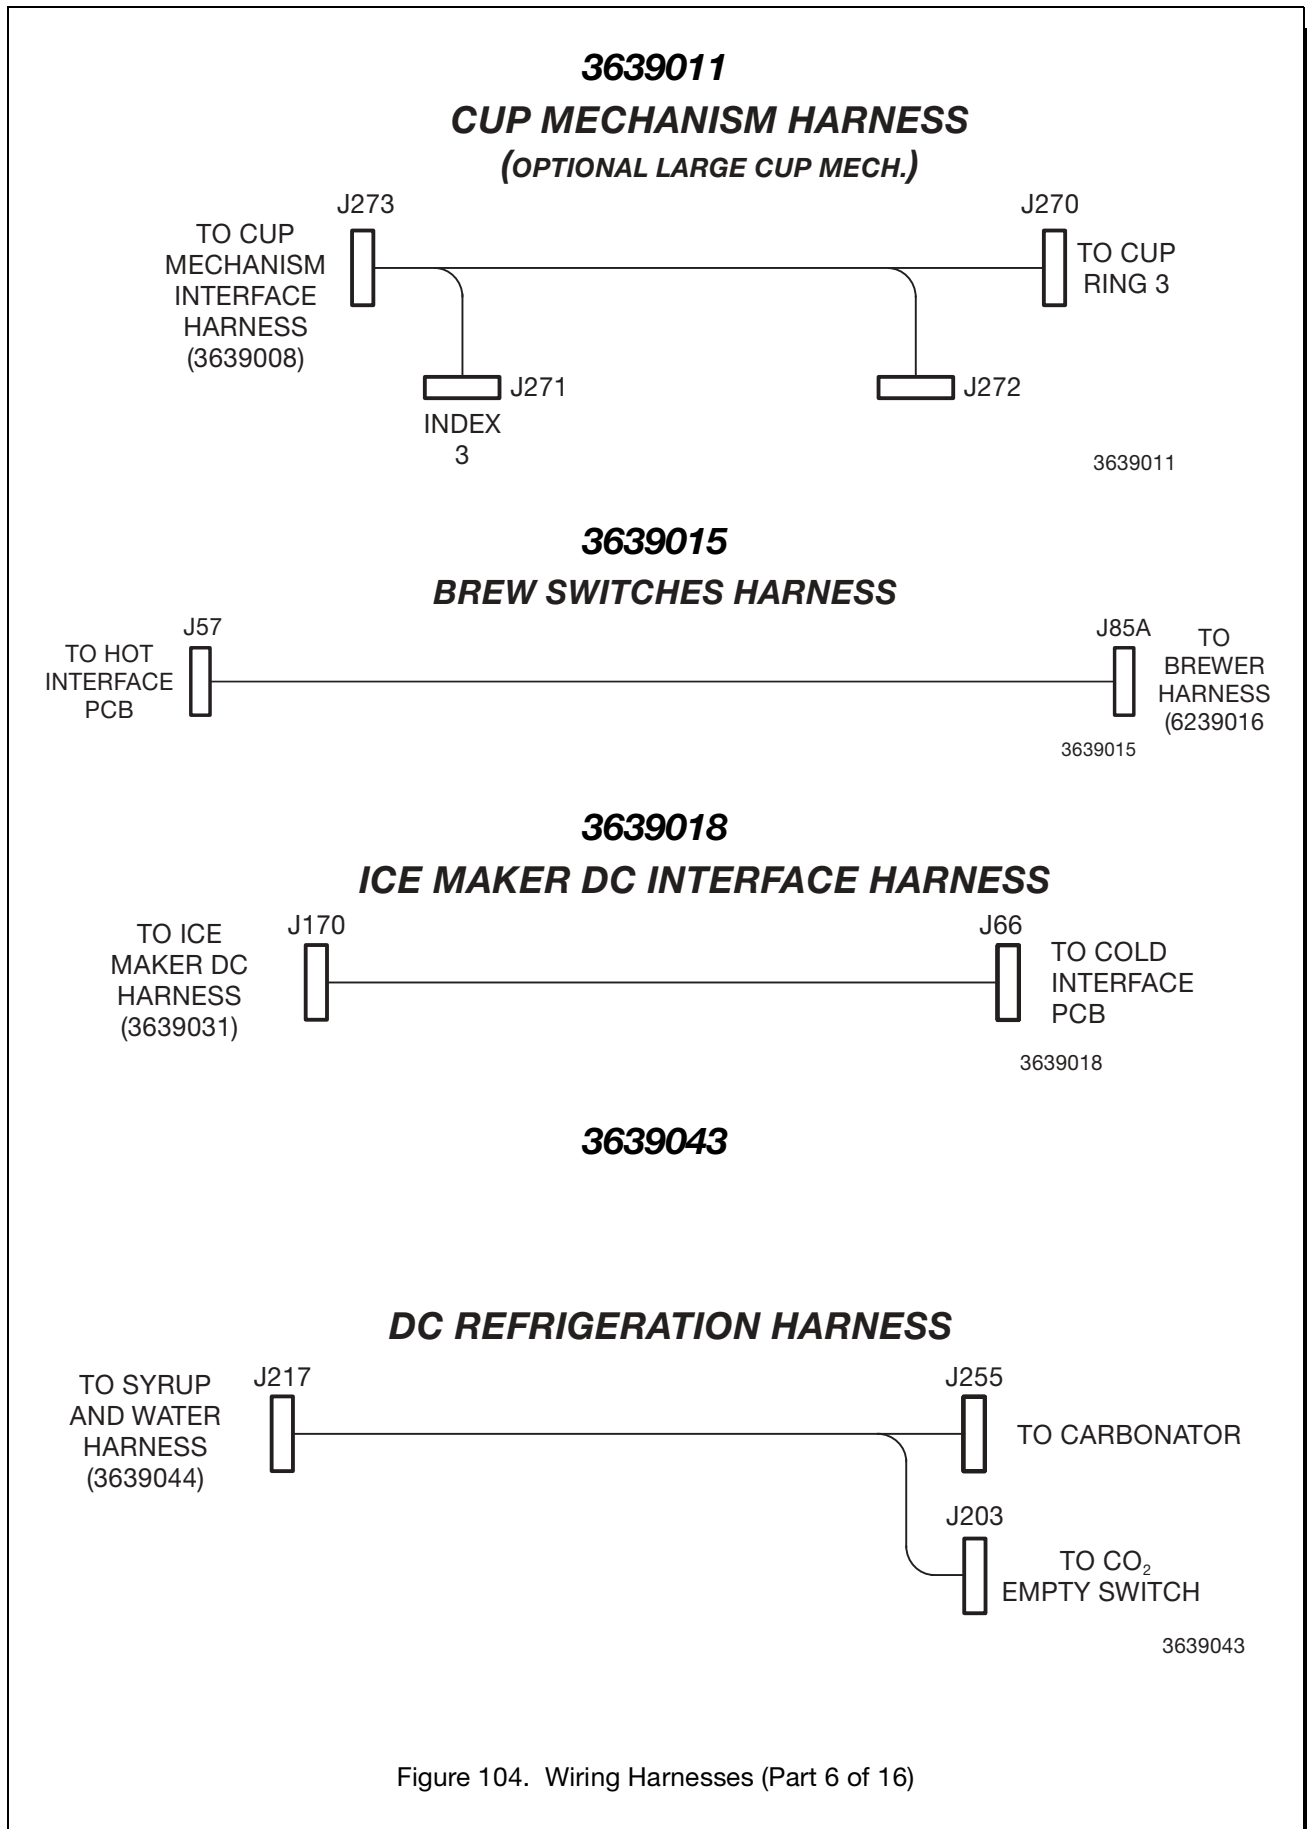 3639011
CUP MECHANISM HARNESS
(OPTIONAL LARGE CUP MECH.)
J273
TO CUP
MECHANISM
INTERFACE
HARNESS
(3639008)
J270
TO CUP
RING 3
J271
INDEX
3
J272
3639011
3639015
BREW SWITCHES HARNESS
J57
TO HOT
INTERFACE
PCB
J85A
TO
BREWER
HARNESS
(6239016
3639015
3639018
ICE MAKER DC INTERFACE HARNESS
TO ICE
MAKER DC
HARNESS
(3639031)
J170
J66
TO COLD
INTERFACE
PCB
3639018
3639043
DC REFRIGERATION HARNESS
TO SYRUP
AND WATER
HARNESS
(3639044)
J217
J255
TO CARBONATOR
J203
TO CO₂
EMPTY SWITCH
3639043
Figure 104. Wiring Harnesses (Part 6 of 16)